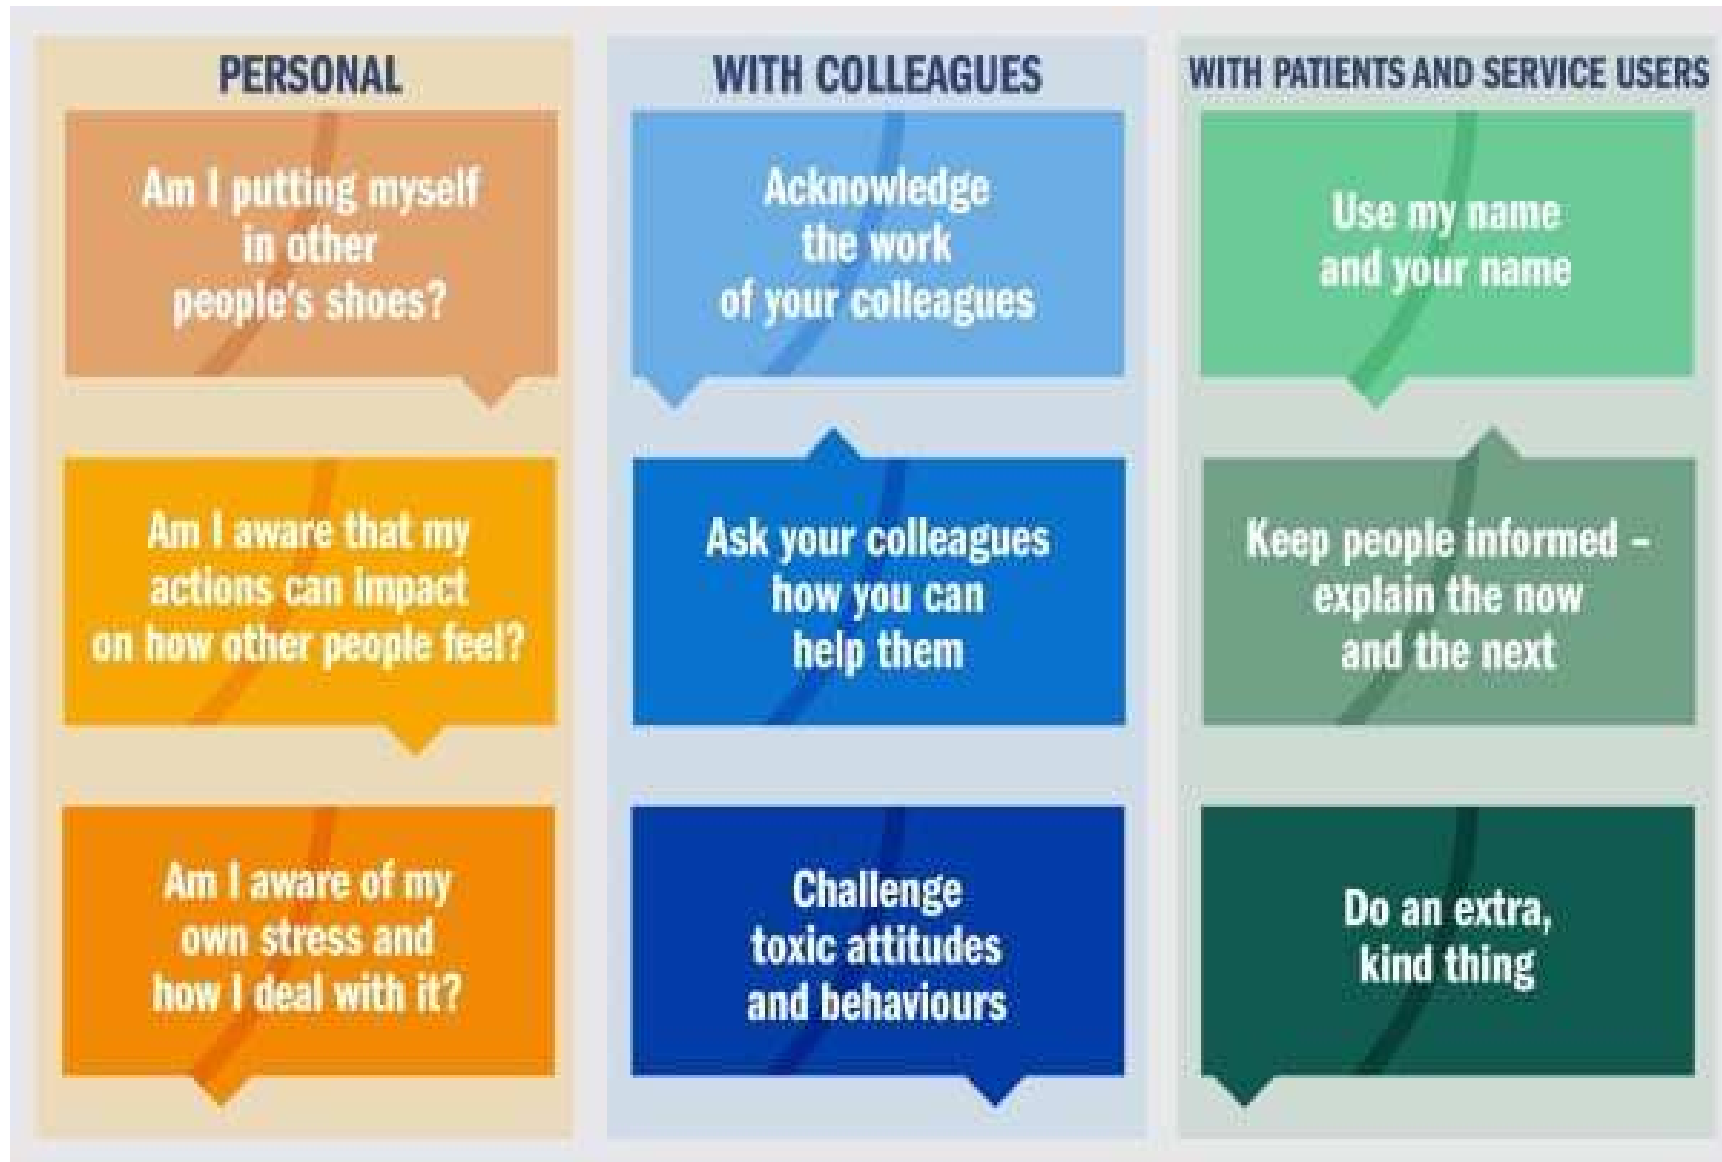 PERSONAL
Am I putting myself
in other
people's shoes?
Am I aware that my
actions can impact
on how other people feel?
Am I aware of my
own stress and
how I deal with it?
WITH COLLEAGUES
Acknowledge
the work
of your colleagues
Ask your colleagues
how you can
help them
Challenge
toxic attitudes
and behaviours
WITH PATIENTS AND SERVICE USERS
Use my name
and your name
Keep people informed –
explain the now
and the next
Do an extra,
kind thing